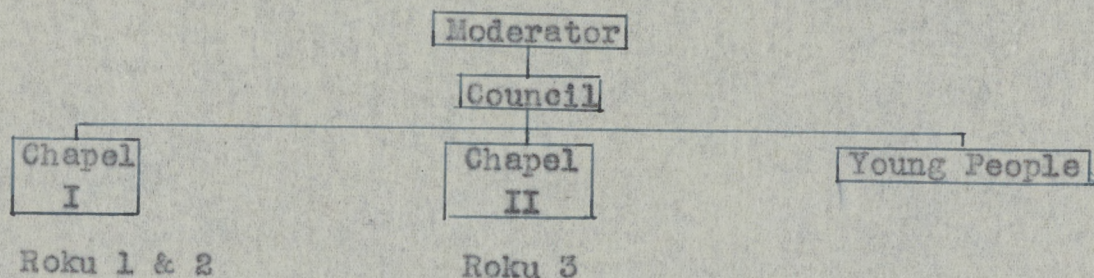 Moderator
Council
Chapel
I
Chapel
II
Young People
Roku 1 & 2
Roku 3